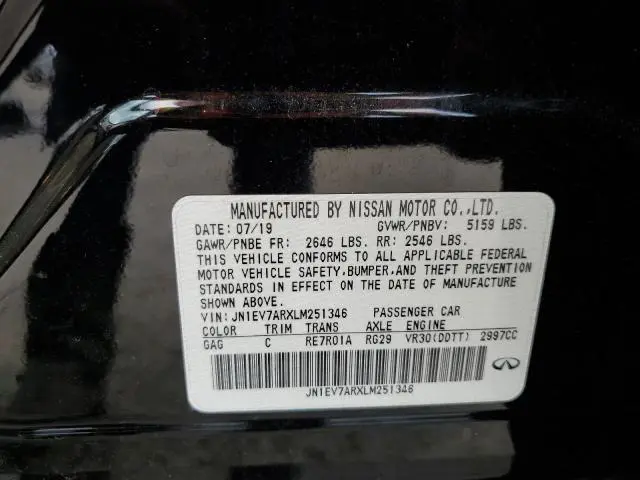 MANUFACTURED BY NISSAN MOTOR CO.,LTD.
DATE: 07/19 GVWR/PNBV: 5159 LBS.
GAWR/PNBE FR: 2646 LBS. RR: 2546 LBS.
THIS VEHICLE CONFORMS TO ALL APPLICABLE FEDERAL
MOTOR VEHICLE SAFETY,BUMPER,AND THEFT PREVENTION
STANDARDS IN EFFECT ON THE DATE OF MANUFACTURE
SHOWN ABOVE.
VIN: JN1EV7ARXLM251346 PASSENGER CAR
COLOR TRIM TRANS AXLE ENGINE
GAG C RE7R01A RG29 VR30(DDTT) 2997CC
JN1EV7ARXLM251346